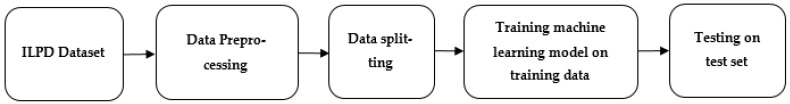 ILPD Dataset
Data Prepro-
cessing
Data split-
ting
Training machine
learning model on
training data
Testing on
test set